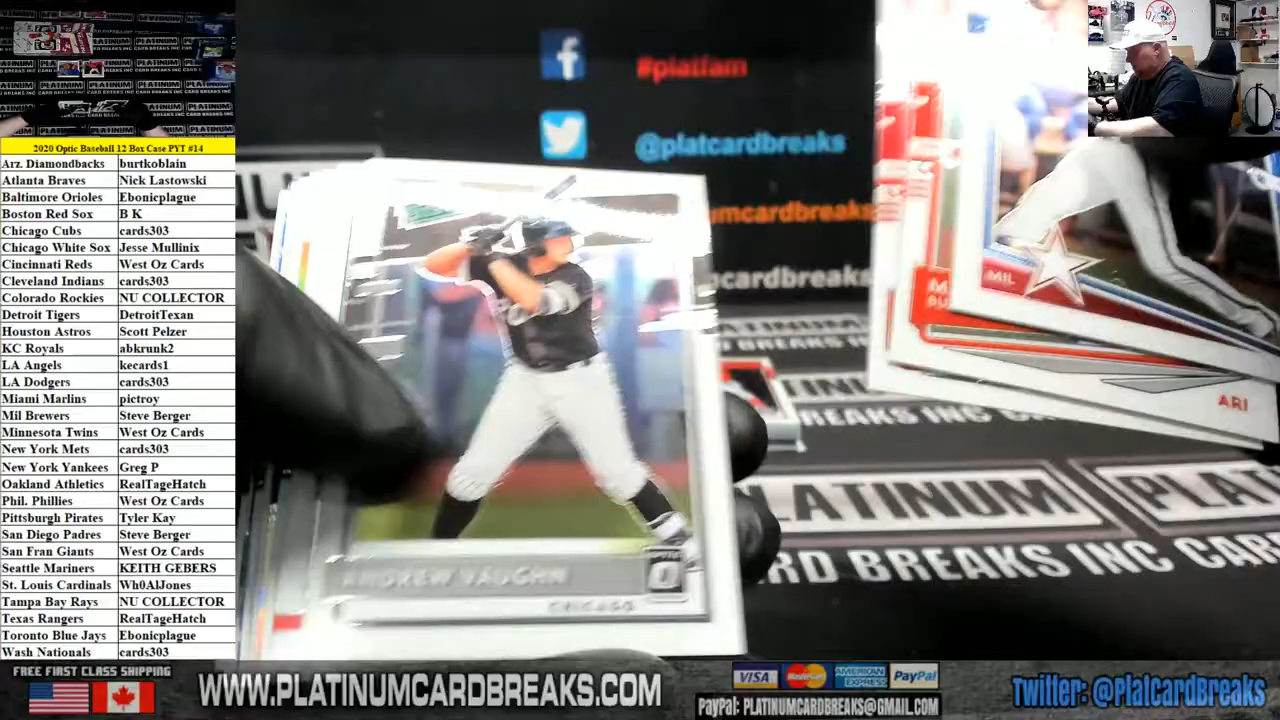 2020 Optic Baseball 12 Box Case PYT #14
Arz. Diamondbacks burtkoblain
Atlanta Braves Nick Lastowski
Baltimore Orioles Ebonicplague
Boston Red Sox B K
Chicago Cubs cards303
Chicago White Sox Jesse Mullinix
Cincinnati Reds West Oz Cards
Cleveland Indians cards303
Colorado Rockies NU COLLECTOR
Detroit Tigers DetroitTexan
Houston Astros Scott Pelzer
KC Royals abkrunk2
LA Angels kecards1
LA Dodgers cards303
Miami Marlins pictroy
Mil Brewers Steve Berger
Minnesota Twins West Oz Cards
New York Mets cards303
New York Yankees Greg P
Oakland Athletics RealTageHatch
Phil. Phillies West Oz Cards
Pittsburgh Pirates Tyler Kay
San Diego Padres Steve Berger
San Fran Giants West Oz Cards
Seattle Mariners KEITH GEBERS
St. Louis Cardinals Wh0AlJones
Tampa Bay Rays NU COLLECTOR
Texas Rangers RealTageHatch
Toronto Blue Jays Ebonicplague
Wash Nationals cards303
#platfam
@platcardbreaks
numcardbreaks
cardbreaks
MIL
ARI
ANDREW VAUGHN
CHICAGO
PLATINUM
PLAT
CARD BREAKS INC CAR
FREE FIRST CLASS SHIPPING
WWW.PLATINUMCARDBREAKS.COM
VISA MasterCard AMERICAN EXPRESS PayPal
PayPal: PLATINUMCARDBREAKS@GMAIL.COM
Twitter: @PlatCardBreaks